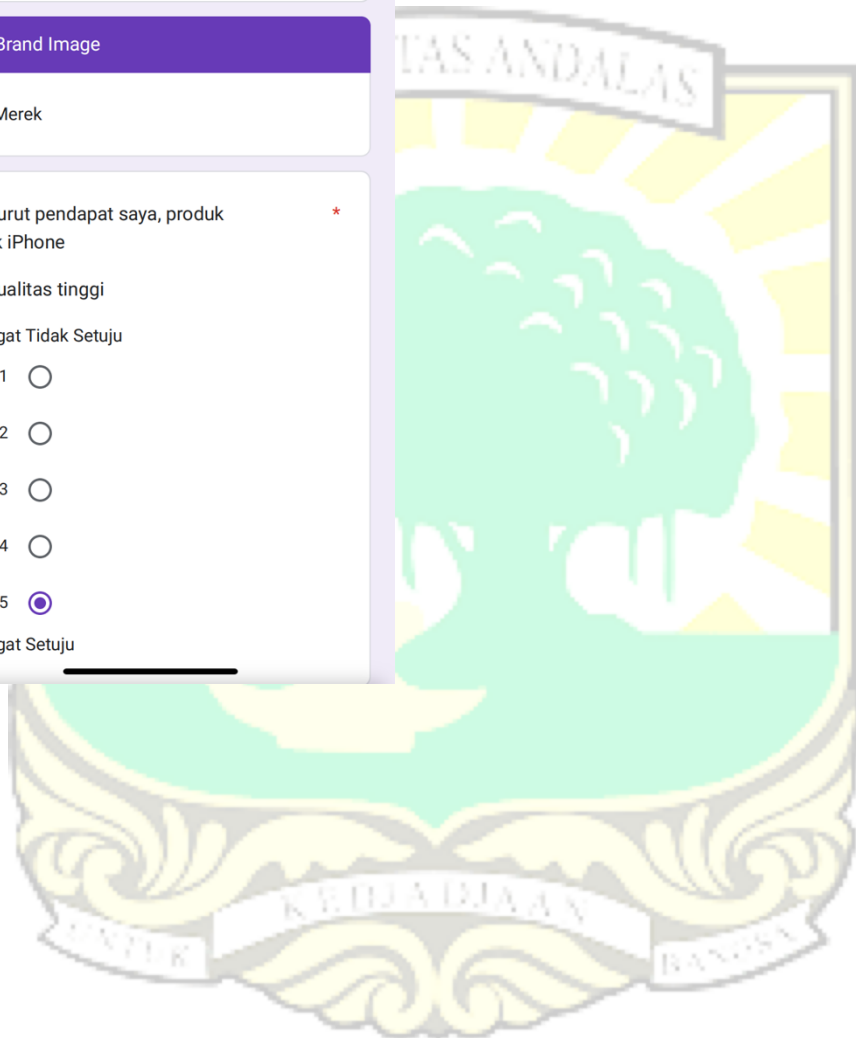 Brand Image
Merek
urut pendapat saya, produk *
k iPhone
ualitas tinggi
gat Tidak Setuju
1
2
3
4
5
gat Setuju
TAS ANDALAS
KEDJADJAAN
UNTUK
BANGSA